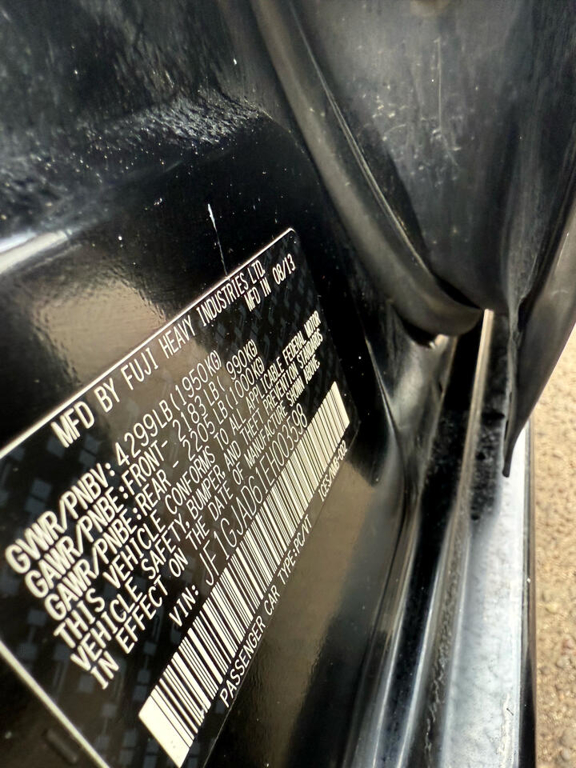 MFD BY FUJI HEAVY INDUSTRIES LTD.
MFD IN 08/13
GVWR/PNBV: 4299LB(1950KG)
GAWR/PNBE:FRONT- 2183LB( 990KG)
GAWR/PNBE:REAR - 2205LB(1000KG)
THIS VEHICLE CONFORMS TO ALL APPLICABLE FEDERAL MOTOR
VEHICLE SAFETY, BUMPER, AND THEFT PREVENTION STANDARDS
IN EFFECT ON THE DATE OF MANUFACTURE SHOWN ABOVE.
VIN: JF1GJAD61EH00
PASSENGER CAR TYPE:PC/VT